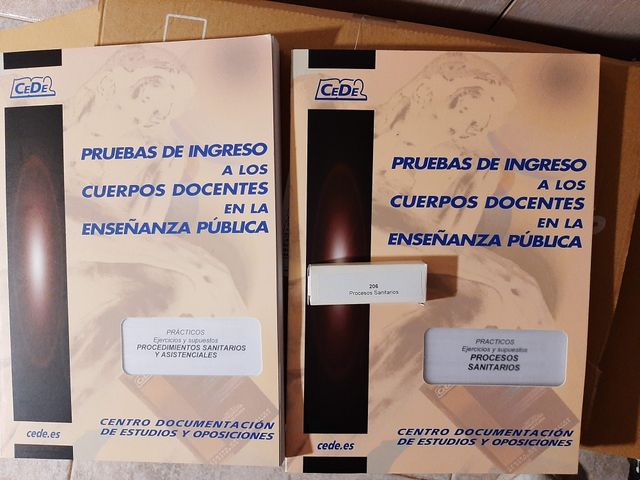 CEDE
PRUEBAS DE INGRESO
A LOS
CUERPOS DOCENTES
EN LA
ENSEÑANZA PÚBLICA
PRÁCTICOS
Ejercicios y supuestos
PROCEDIMIENTOS SANITARIOS
Y ASISTENCIALES
CENTRO DOCUMENTACIÓN
DE ESTUDIOS Y OPOSICIONES
cede.es
CEDE
PRUEBAS DE INGRESO
A LOS
CUERPOS DOCENTES
EN LA
ENSEÑANZA PÚBLICA
206
Procesos Sanitarios
PRÁCTICOS
Ejercicios y supuestos
PROCESOS
SANITARIOS
CENTRO DOCUMENTACIÓN
DE ESTUDIOS Y OPOSICIONES
cede.es